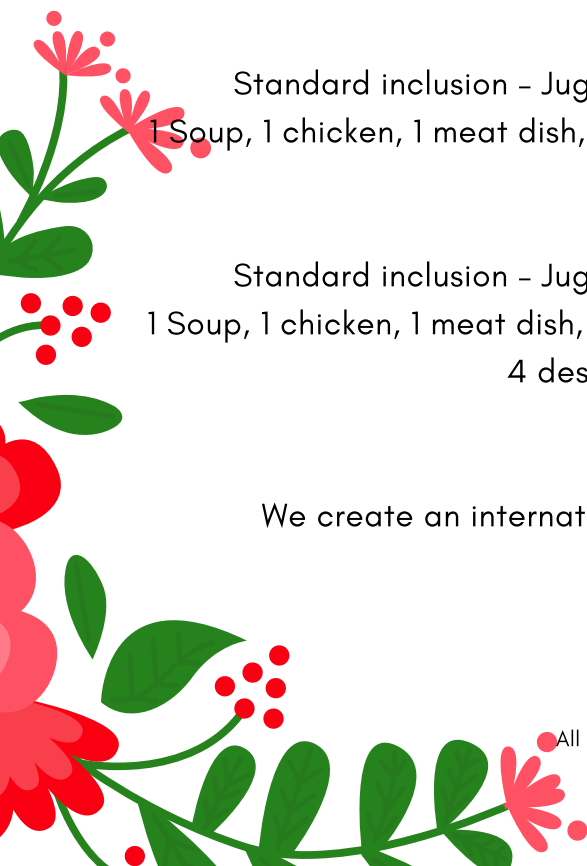 Standard inclusion – Jug
1 Soup, 1 chicken, 1 meat dish,
Standard inclusion – Jug
1 Soup, 1 chicken, 1 meat dish,
4 des
We create an internat
All